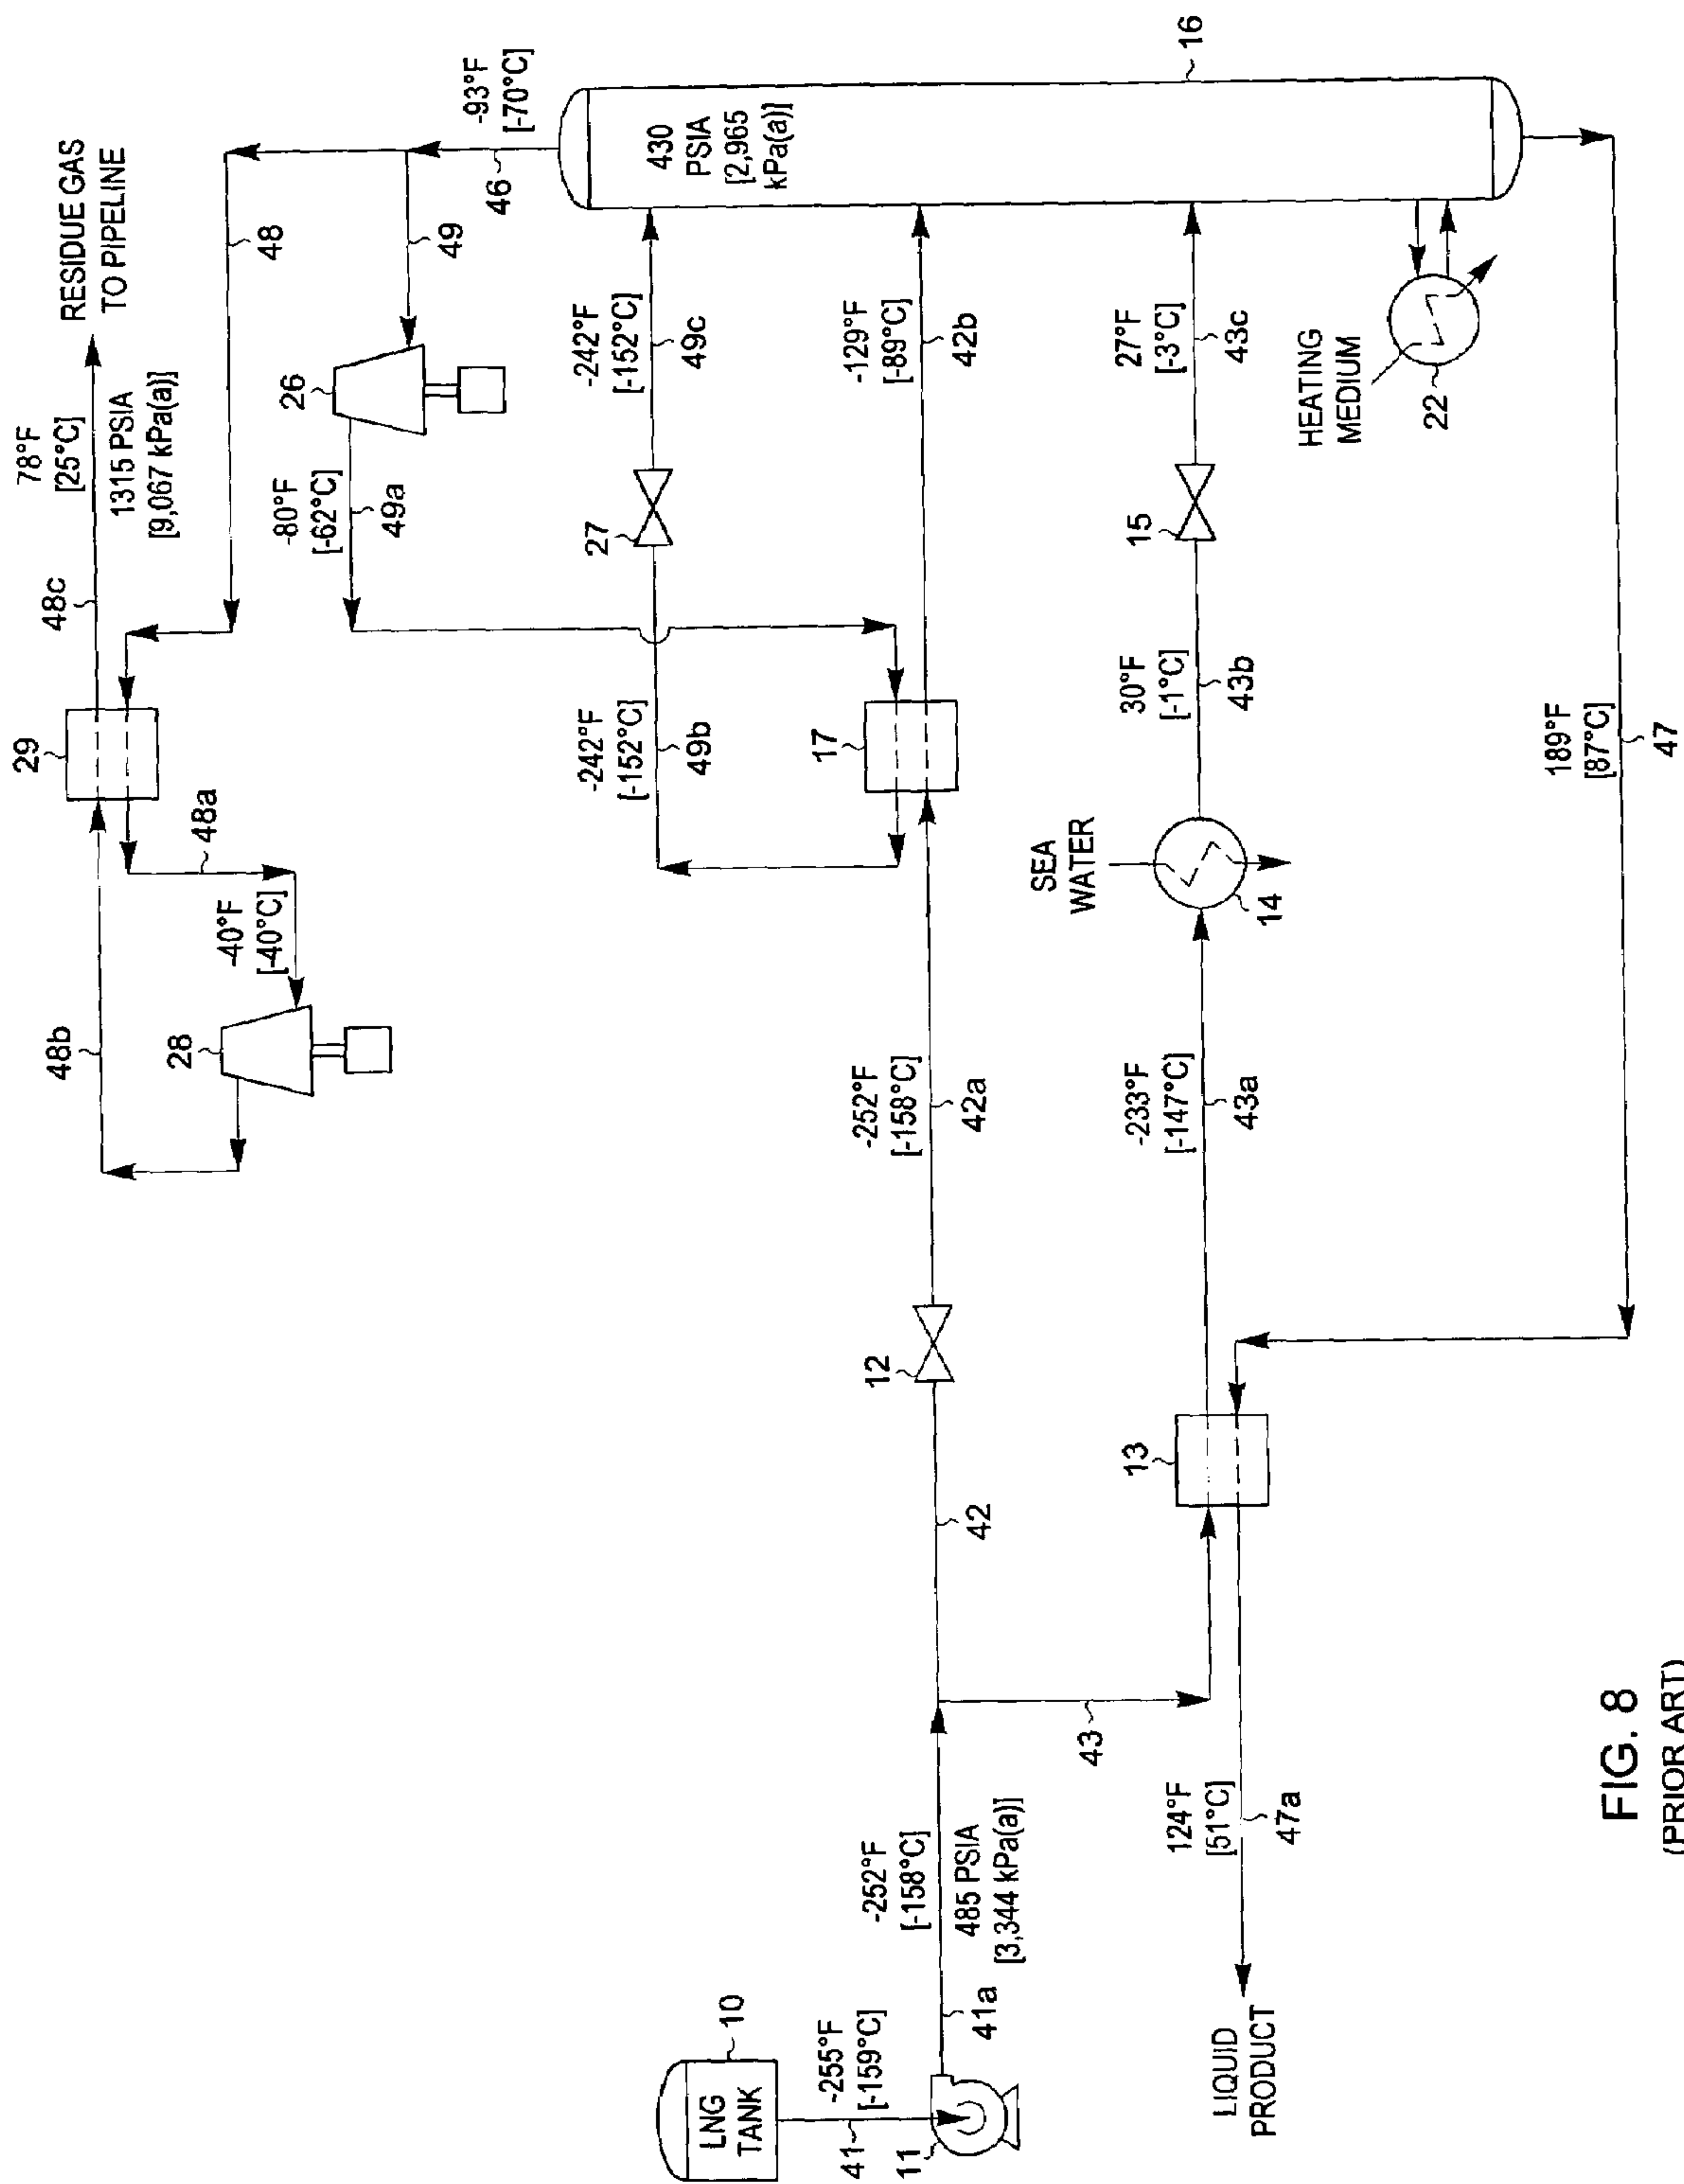 78°F
[25°C]
RESIDUE GAS
TO PIPELINE
1315 PSIA
[9,067 kPa(a)]
48c
29
48
-93°F
[-70°C]
46
16
430
PSIA
[2,965
kPa(a)]
49
26
-80°F
[-62°C]
49a
48a
-40°F
[-40°C]
48b
28
-242°F
[-152°C]
49c
27
-242°F
[-152°C]
49b
-129°F
[-89°C]
42b
17
-252°F
[-158°C]
42a
12
42
27°F
[-3°C]
43c
15
30°F
[-1°C]
43b
SEA
WATER
14
-233°F
[-147°C]
43a
13
43
HEATING
MEDIUM
22
189°F
[87°C]
47
LNG
TANK
10
-255°F
[-159°C]
41
11
-252°F
[-158°C]
485 PSIA
[3,344 kPa(a)]
41a
124°F
[51°C]
47a
LIQUID
PRODUCT
FIG. 8
(PRIOR ART)